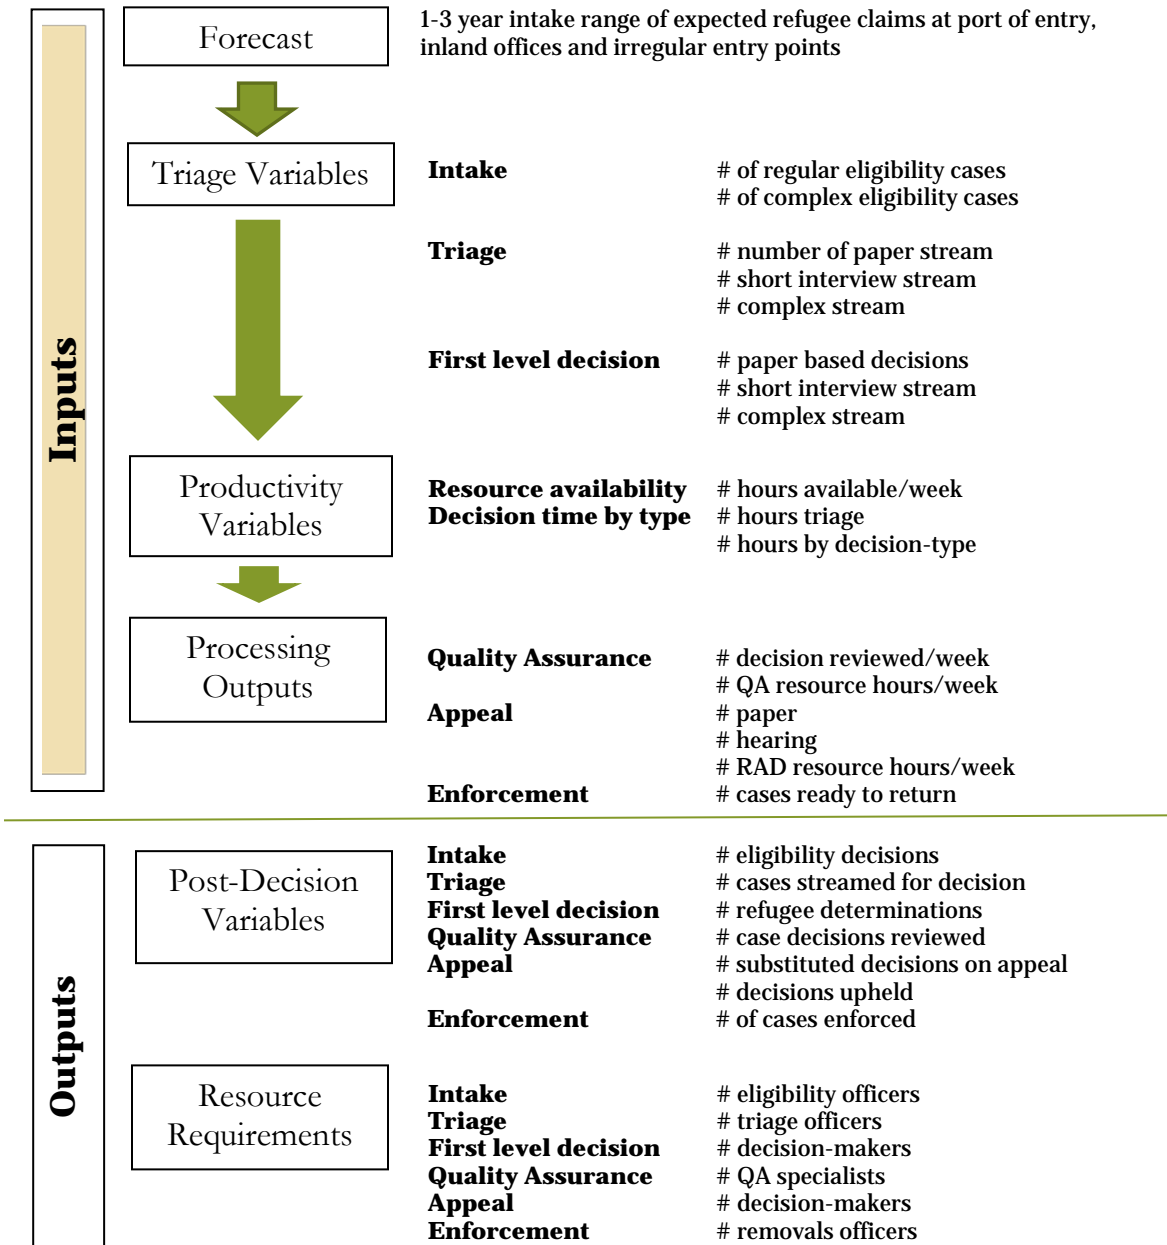 Inputs
Forecast
1-3 year intake range of expected refugee claims at port of entry,
inland offices and irregular entry points
Triage Variables
Intake # of regular eligibility cases
# of complex eligibility cases
Triage # number of paper stream
# short interview stream
# complex stream
First level decision # paper based decisions
# short interview stream
# complex stream
Productivity
Variables
Resource availability # hours available/week
Decision time by type # hours triage
# hours by decision-type
Processing
Outputs
Quality Assurance # decision reviewed/week
# QA resource hours/week
Appeal # paper
# hearing
# RAD resource hours/week
Enforcement # cases ready to return
Outputs
Post-Decision
Variables
Intake # eligibility decisions
Triage # cases streamed for decision
First level decision # refugee determinations
Quality Assurance # case decisions reviewed
Appeal # substituted decisions on appeal
# decisions upheld
Enforcement # of cases enforced
Resource
Requirements
Intake # eligibility officers
Triage # triage officers
First level decision # decision-makers
Quality Assurance # QA specialists
Appeal # decision-makers
Enforcement # removals officers